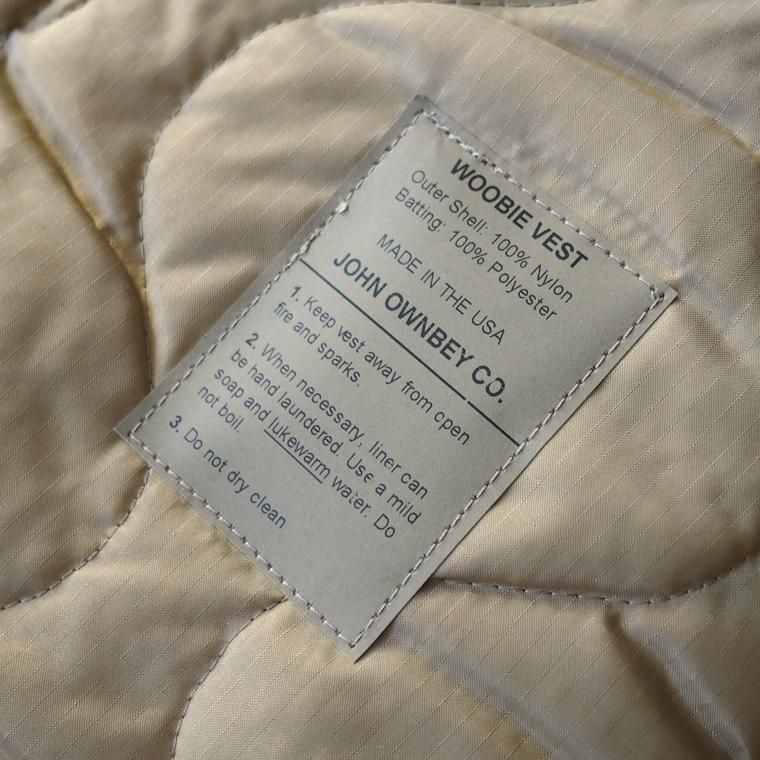 WOOBIE VEST
Outer Shell: 100% Nylon
Batting: 100% Polyester
MADE IN THE USA
JOHN OWNBEY CO.
1. Keep vest away from open
fire and sparks.
2. When necessary, liner can
be hand laundered. Use a mild
soap and lukewarm water. Do
not boil.
3. Do not dry clean